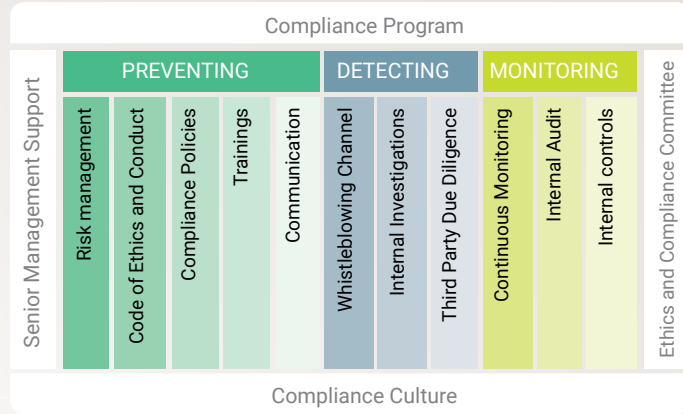 Compliance Program
Senior Management Support
PREVENTING
Risk management
Code of Ethics and Conduct
Compliance Policies
Trainings
Communication
DETECTING
Whistleblowing Channel
Internal Investigations
Third Party Due Diligence
MONITORING
Continuous Monitoring
Internal Audit
Internal controls
Ethics and Compliance Committee
Compliance Culture